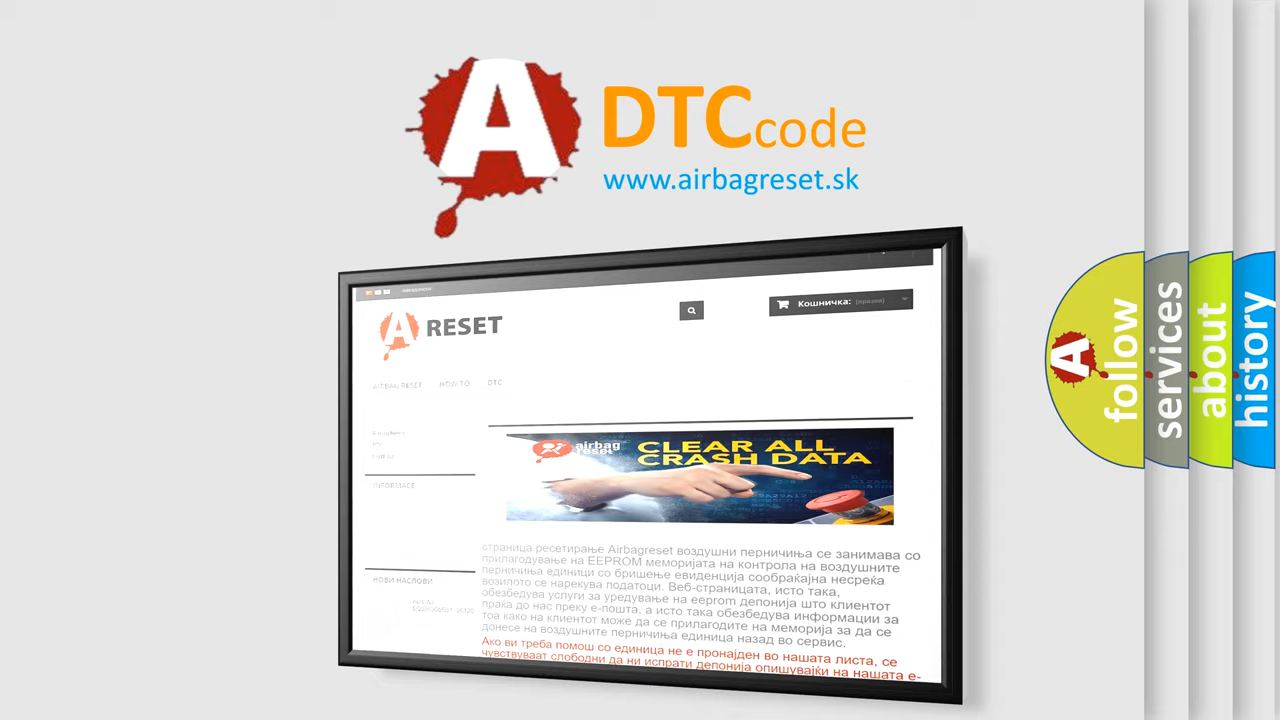 A
DTC code
www.airbagreset.sk
Кошничка: (празна)
A RESET
AIRBAG RESET HOW TO DTC
INFORMACE
НОВИ НАСЛОВИ
airbag
reset
CLEAR ALL
CRASH DATA
страница ресетирање Airbagreset воздушни перничиња се занимава со
прилагодување на EEPROM меморијата на контрола на воздушните
перничиња единици со бришење евиденција сообраќајна несреќа
возилото се нарекува податоци. Веб-страницата, исто така,
обезбедува услуги за уредување на eeprom депонија што клиентот
праќа до нас преку е-пошта, а исто така обезбедува информации за
тоа како на клиентот може да се прилагодите на меморија за да се
донесе на воздушните перничиња единица назад во сервис.
Ако ви треба помош со единица не е пронајден во нашата листа, се
чувствуваат слободни да ни испрати депонија опишувајќи на нашата е-
A
follow
services
about
history